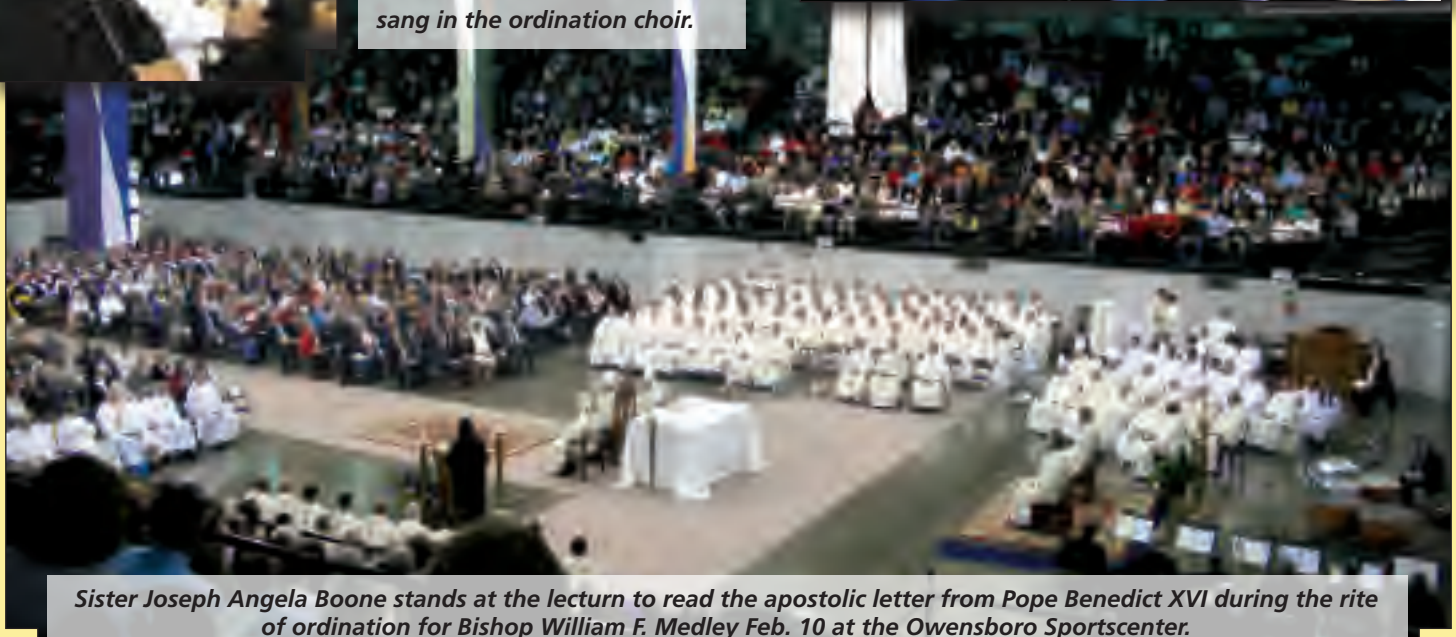 sang in the ordination choir.
Sister Joseph Angela Boone stands at the lecturn to read the apostolic letter from Pope Benedict XVI during the rite
of ordination for Bishop William F. Medley Feb. 10 at the Owensboro Sportscenter.